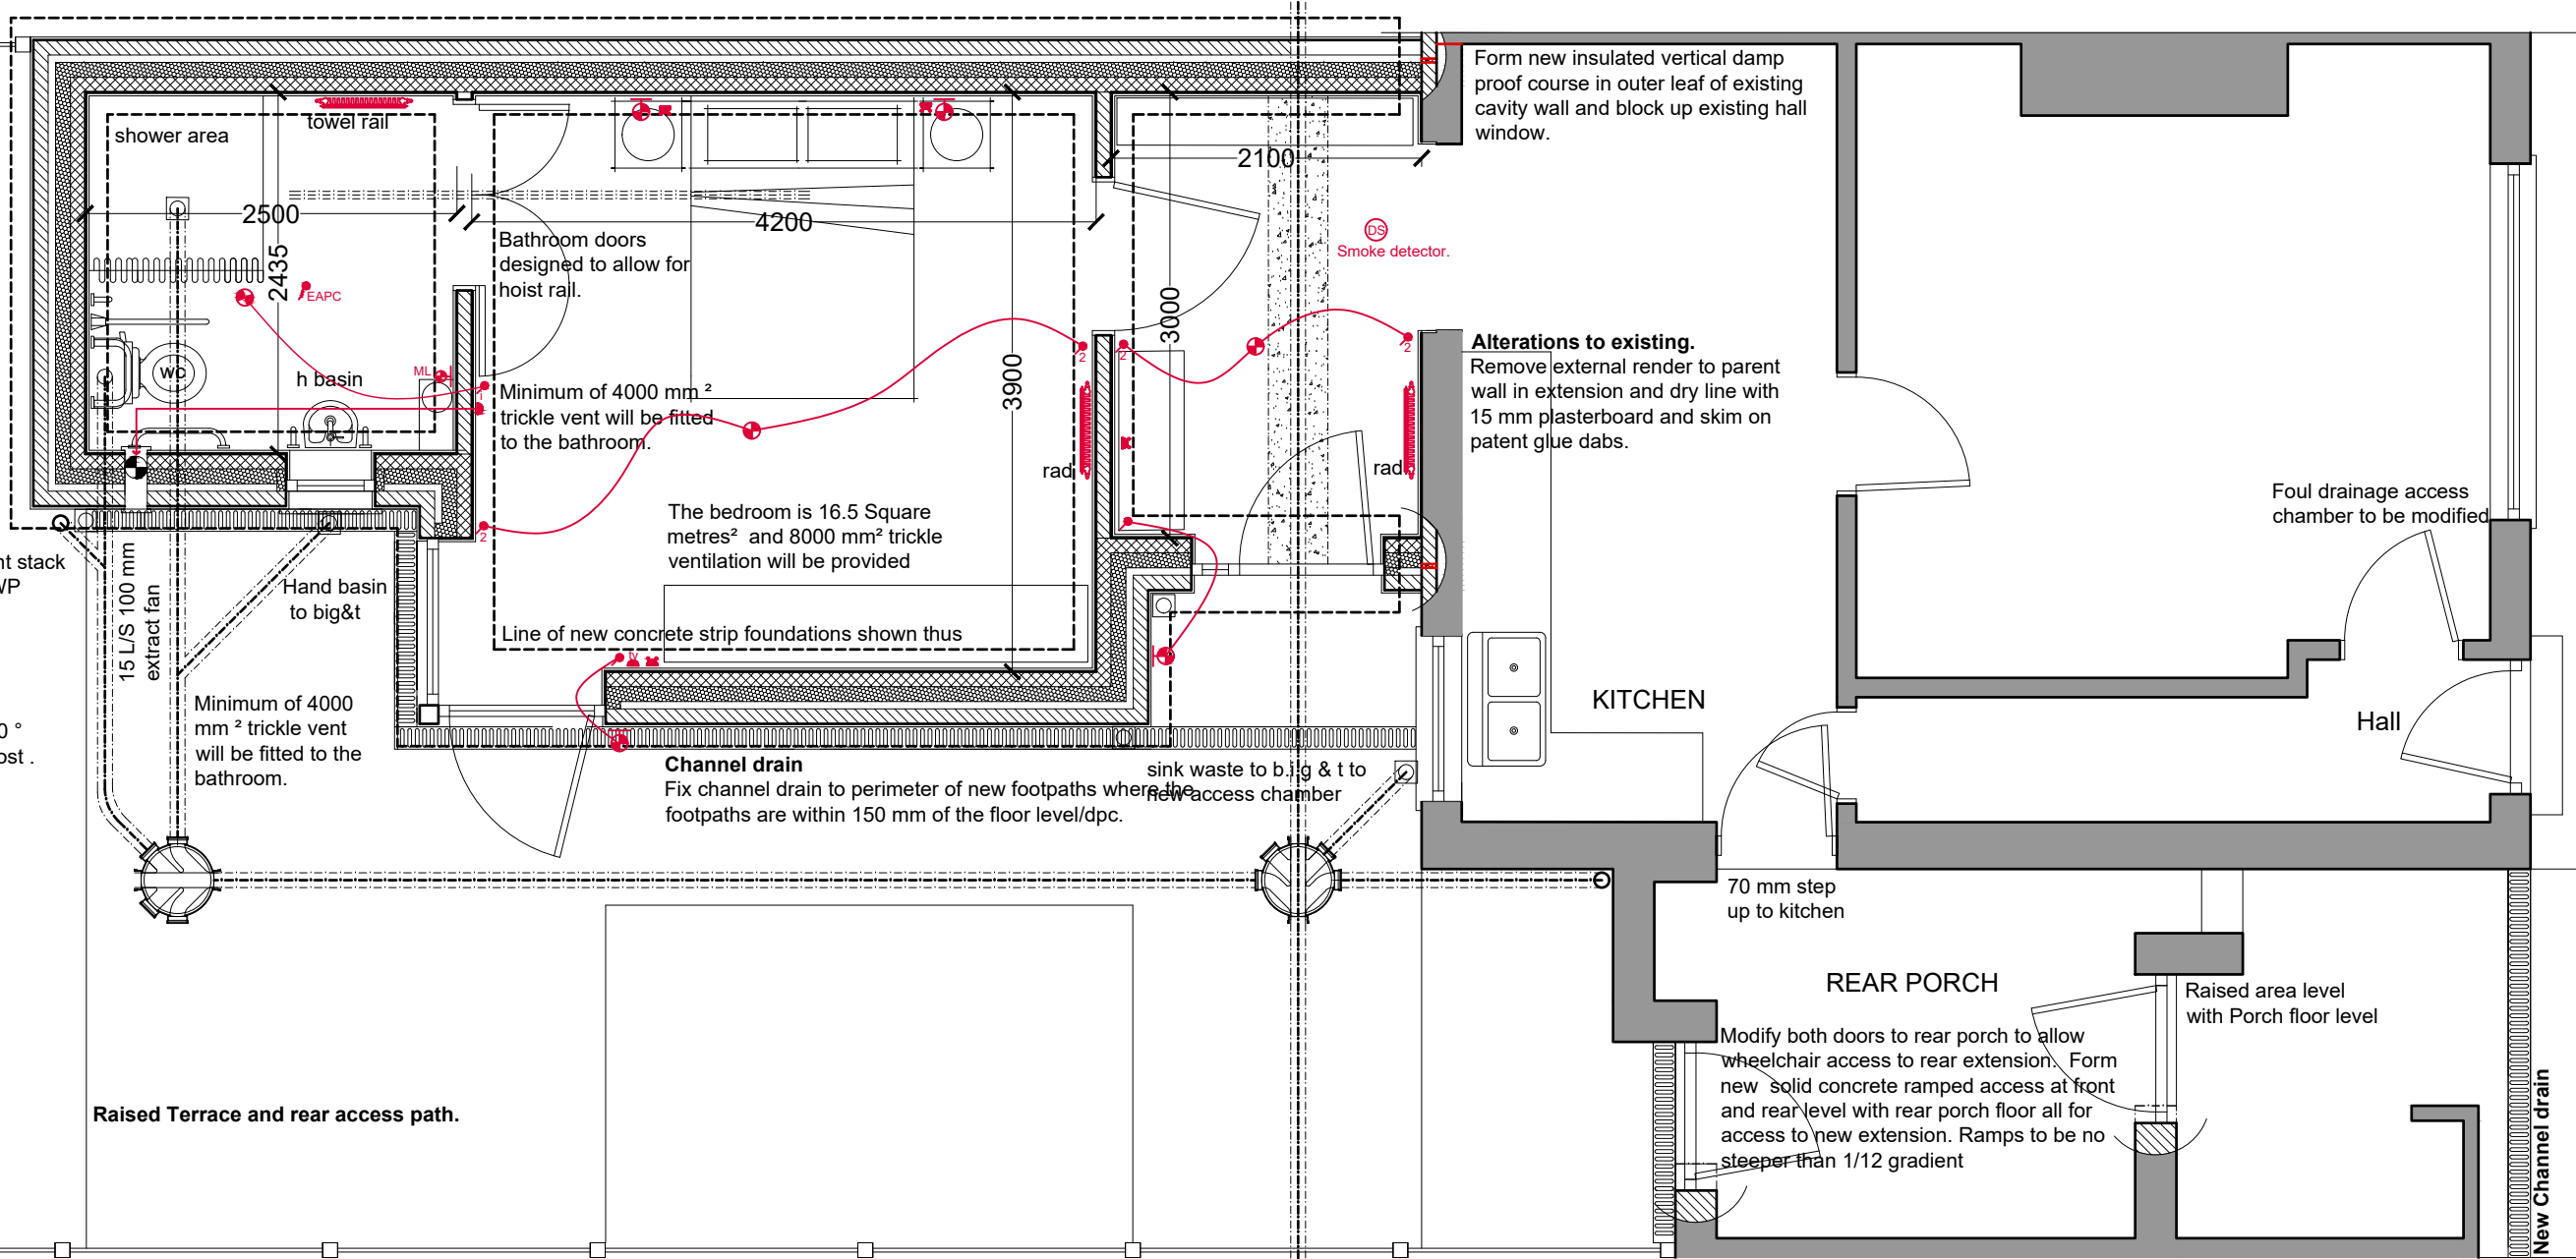 Form new insulated vertical damp
proof course in outer leaf of existing
cavity wall and block up existing hall
window.
shower area
towel rail
2100
2500
4200
2435
Bathroom doors
designed to allow for
hoist rail.
DS
Smoke detector.
EAPC
3000
3900
2
2
2
Alterations to existing.
Remove external render to parent
wall in extension and dry line with
15 mm plasterboard and skim on
patent glue dabs.
wc
h basin
ML
Minimum of 4000 mm ²
trickle vent will be fitted
to the bathroom.
rad
rad
Foul drainage access
chamber to be modified
The bedroom is 16.5 Square
metres² and 8000 mm² trickle
ventilation will be provided
2
nt stack
VP
15 L/S 100 mm
extract fan
Hand basin
to big&t
Line of new concrete strip foundations shown thus
tv
Minimum of 4000
mm ² trickle vent
will be fitted to the
bathroom.
0 °
ost .
KITCHEN
Hall
Channel drain
Fix channel drain to perimeter of new footpaths where the
footpaths are within 150 mm of the floor level/dpc.
sink waste to b.i.g & t to
new access chamber
70 mm step
up to kitchen
REAR PORCH
Raised area level
with Porch floor level
Modify both doors to rear porch to allow
wheelchair access to rear extension. Form
new solid concrete ramped access at front
and rear level with rear porch floor all for
access to new extension. Ramps to be no
steeper than 1/12 gradient
Raised Terrace and rear access path.
New Channel drain